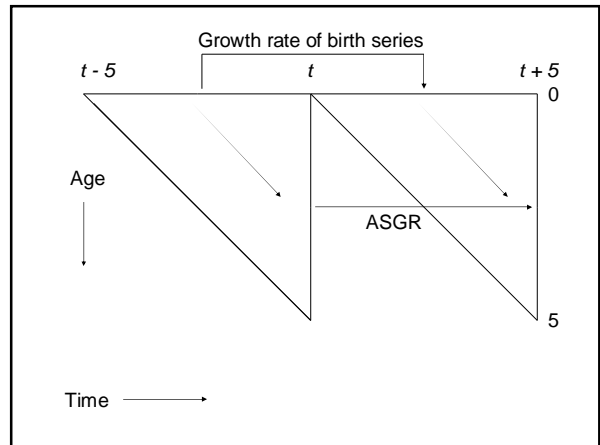 Growth rate of birth series
t - 5 t t + 5
0
Age
ASGR
5
Time